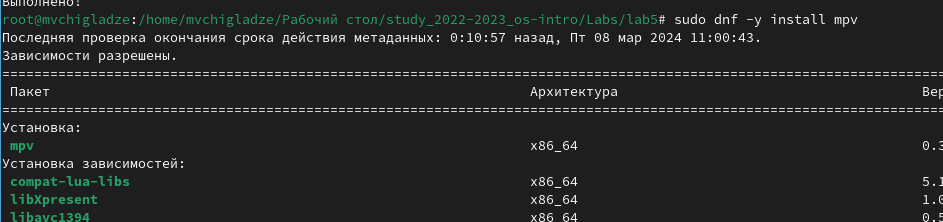 Выполнено!
root@mvchigladze:/home/mvchigladze/Рабочий стол/study_2022-2023_os-intro/Labs/lab5# sudo dnf -y install mpv
Последняя проверка окончания срока действия метаданных: 0:10:57 назад, Пт 08 мар 2024 11:00:43.
Зависимости разрешены.
Пакет Архитектура Вер
Установка:
mpv x86_64 0.3
Установка зависимостей:
compat-lua-libs x86_64 5.1
libXpresent x86_64 1.0
libavc1394 x86_64 0.5